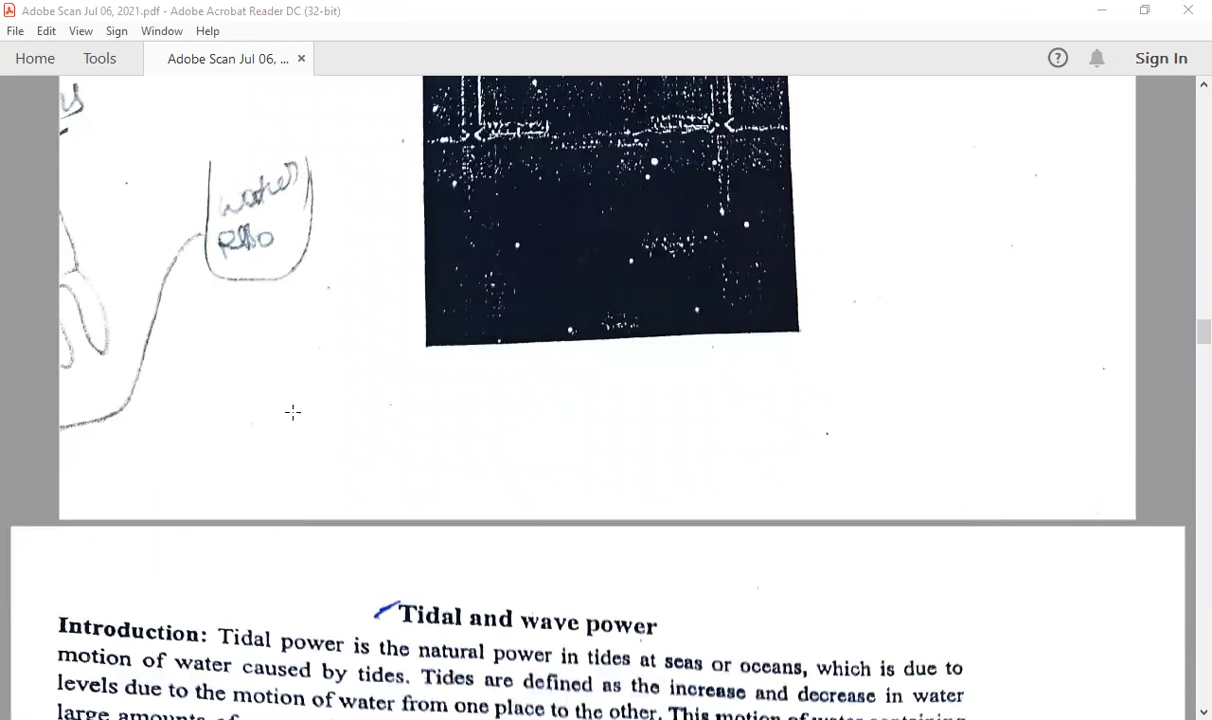 Adobe Scan Jul 06, 2021.pdf - Adobe Acrobat Reader DC (32-bit)
File Edit View Sign Window Help
Home Tools Adobe Scan Jul 06, ... × Sign In
water
Tidal and wave power
Introduction: Tidal power is the natural power in tides at seas or oceans, which is due to
motion of water caused by tides. Tides are defined as the increase and decrease in water
levels due to the motion of water from one place to the other. This motion of water containing
large amounts of